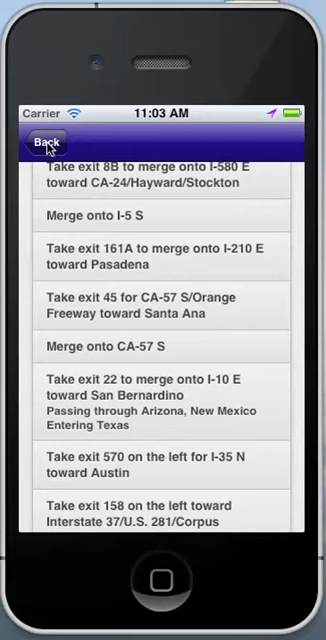 Carrier 11:03 AM
Back
Take exit 8B to merge onto I-580 E
toward CA-24/Hayward/Stockton
Merge onto I-5 S
Take exit 161A to merge onto I-210 E
toward Pasadena
Take exit 45 for CA-57 S/Orange
Freeway toward Santa Ana
Merge onto CA-57 S
Take exit 22 to merge onto I-10 E
toward San Bernardino
Passing through Arizona, New Mexico
Entering Texas
Take exit 570 on the left for I-35 N
toward Austin
Take exit 158 on the left toward
Interstate 37/U.S. 281/Corpus